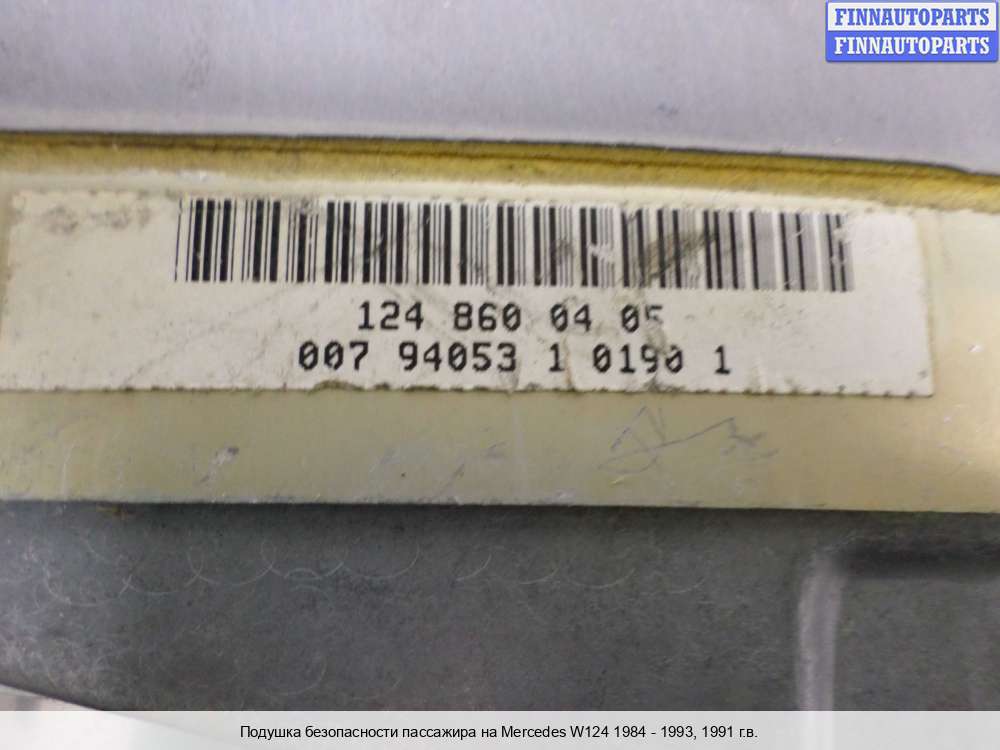 FINNAUTOPARTS
FINNAUTOPARTS
124 860 04 05
007 94053 1 0190 1
Подушка безопасности пассажира на Mercedes W124 1984 - 1993, 1991 г.в.